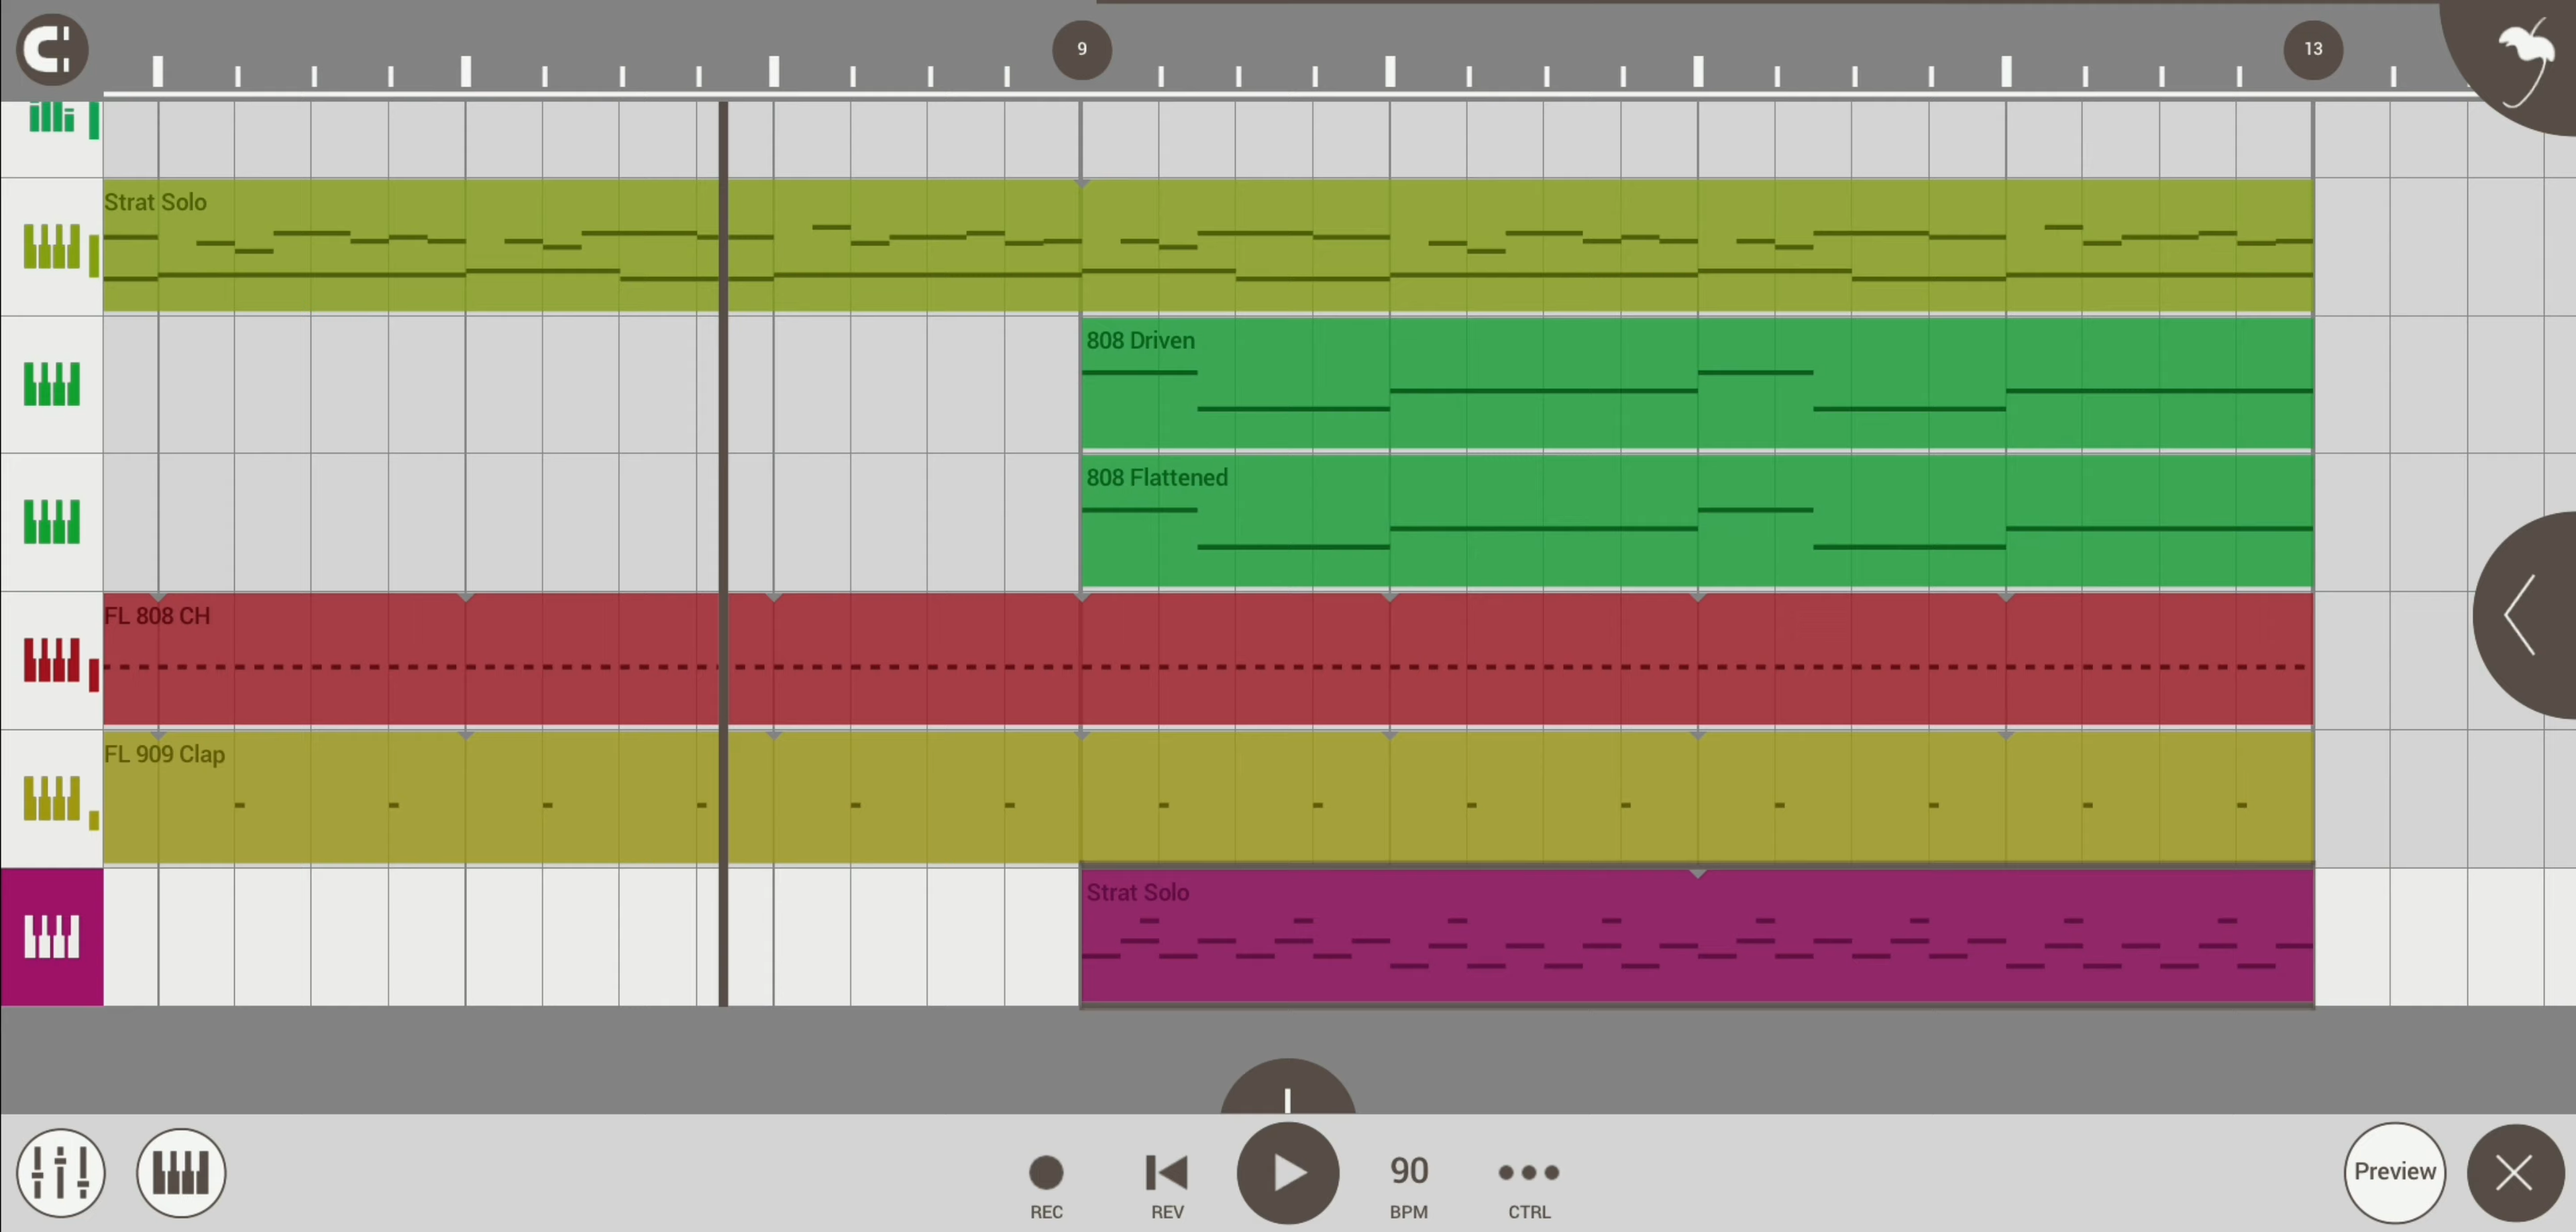 9
13
Strat Solo
808 Driven
808 Flattened
FL 808 CH
FL 909 Clap
Strat Solo
90
Preview
REC
REV
BPM
CTRL